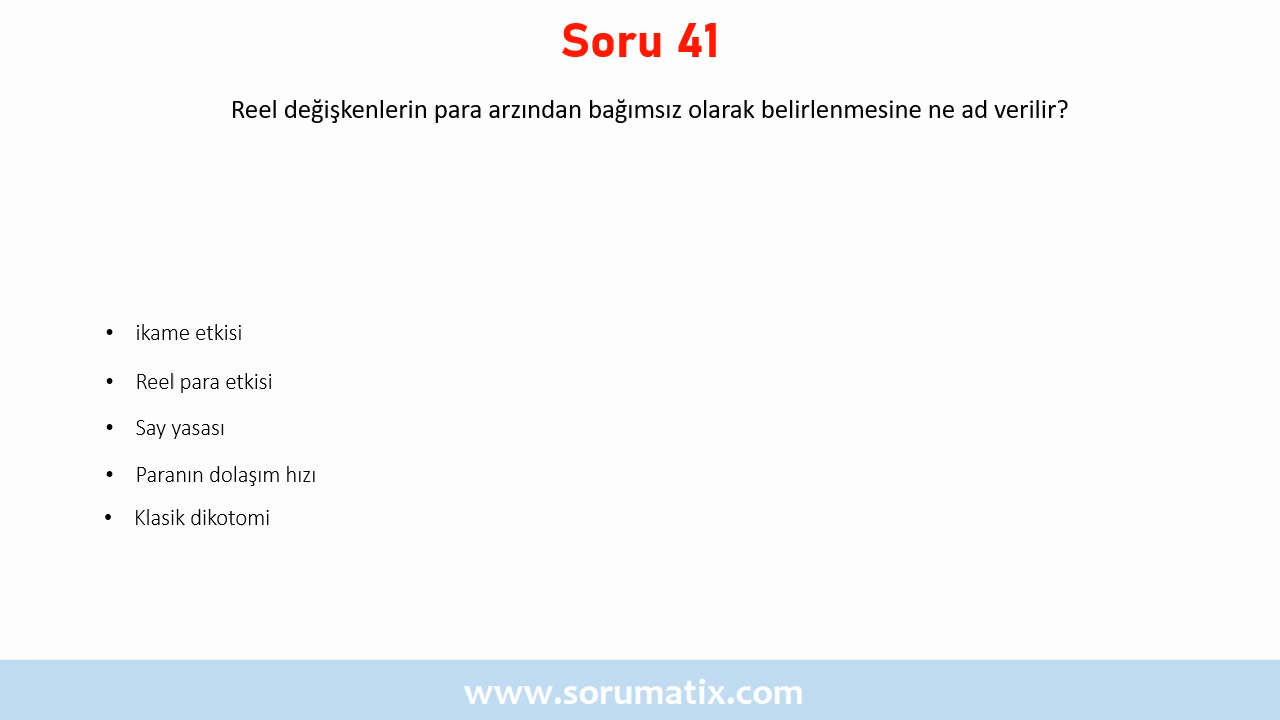 Soru 41
Reel değişkenlerin para arzından bağımsız olarak belirlenmesine ne ad verilir?
• ikame etkisi
• Reel para etkisi
• Say yasası
• Paranın dolaşım hızı
• Klasik dikotomi
www.sorumatix.com